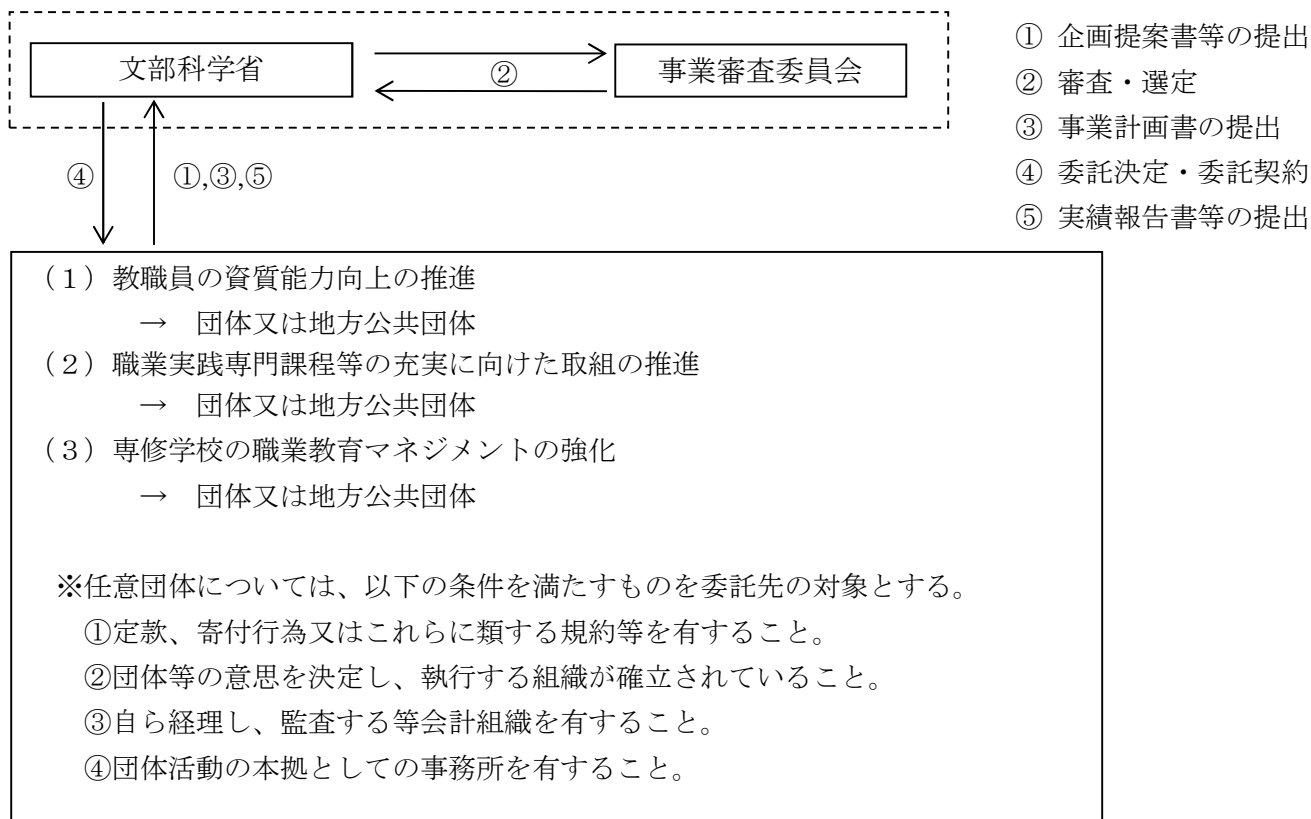 文部科学省
②
事業審査委員会
④
①,③,⑤
① 企画提案書等の提出
② 審査・選定
③ 事業計画書の提出
④ 委託決定・委託契約
⑤ 実績報告書等の提出
（１）教職員の資質能力向上の推進
→ 団体又は地方公共団体
（２）職業実践専門課程等の充実に向けた取組の推進
→ 団体又は地方公共団体
（３）専修学校の職業教育マネジメントの強化
→ 団体又は地方公共団体
※任意団体については、以下の条件を満たすものを委託先の対象とする。
①定款、寄付行為又はこれらに類する規約等を有すること。
②団体等の意思を決定し、執行する組織が確立されていること。
③自ら経理し、監査する等会計組織を有すること。
④団体活動の本拠としての事務所を有すること。